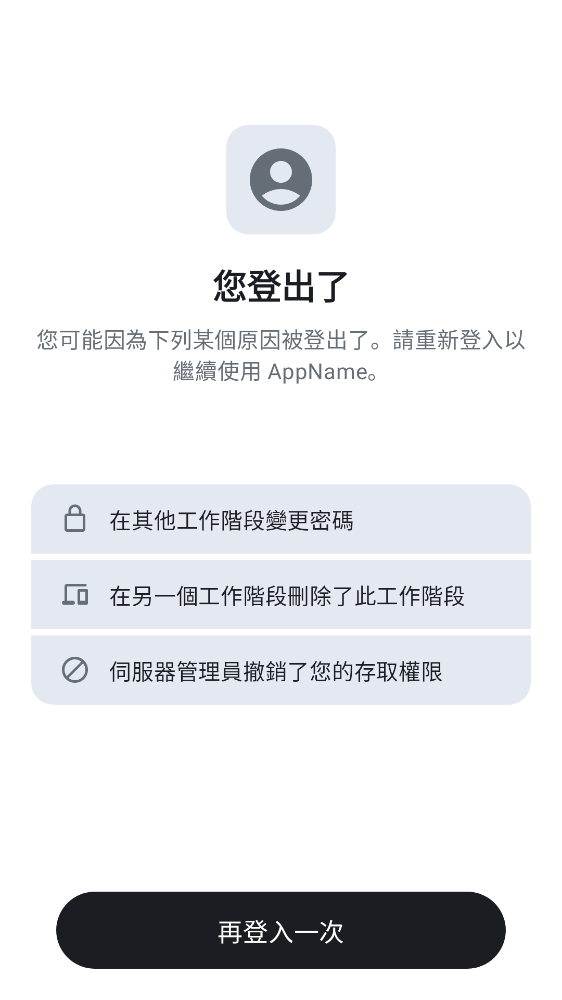 您登出了
您可能因為下列某個原因被登出了。請重新登入以
繼續使用 AppName。
在其他工作階段變更密碼
在另一個工作階段刪除了此工作階段
伺服器管理員撤銷了您的存取權限
再登入一次